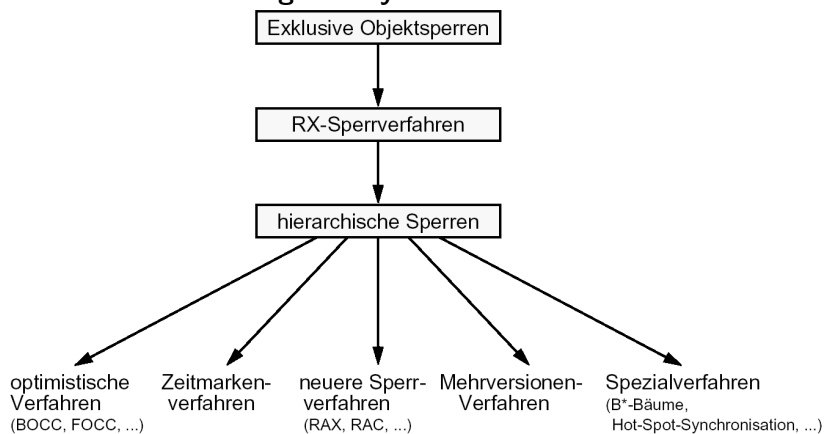 Exklusive Objektsperren
RX-Sperrverfahren
hierarchische Sperren
optimistische
Verfahren
(BOCC, FOCC, ...)
Zeitmarken-
verfahren
neuere Sperr-
verfahren
(RAX, RAC, ...)
Mehrversionen-
Verfahren
Spezialverfahren
(B*-Bäume,
Hot-Spot-Synchronisation, ...)